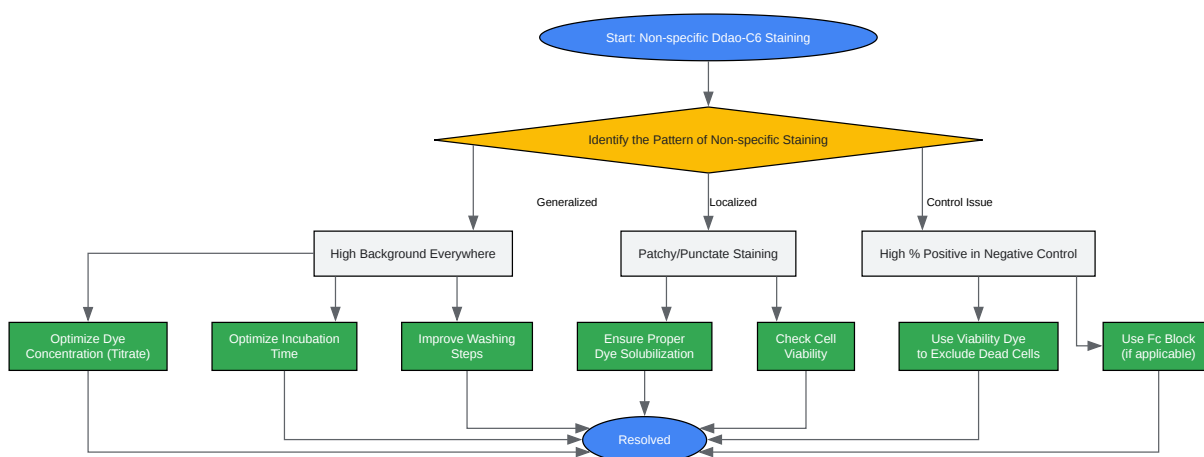 Start: Non-specific Ddao-C6 Staining
Identify the Pattern of Non-specific Staining
Generalized
Localized
Control Issue
High Background Everywhere
Patchy/Punctate Staining
High % Positive in Negative Control
Optimize Dye
Concentration (Titrate)
Optimize Incubation
Time
Improve Washing
Steps
Ensure Proper
Dye Solubilization
Check Cell
Viability
Use Viability Dye
to Exclude Dead Cells
Use Fc Block
(if applicable)
Resolved